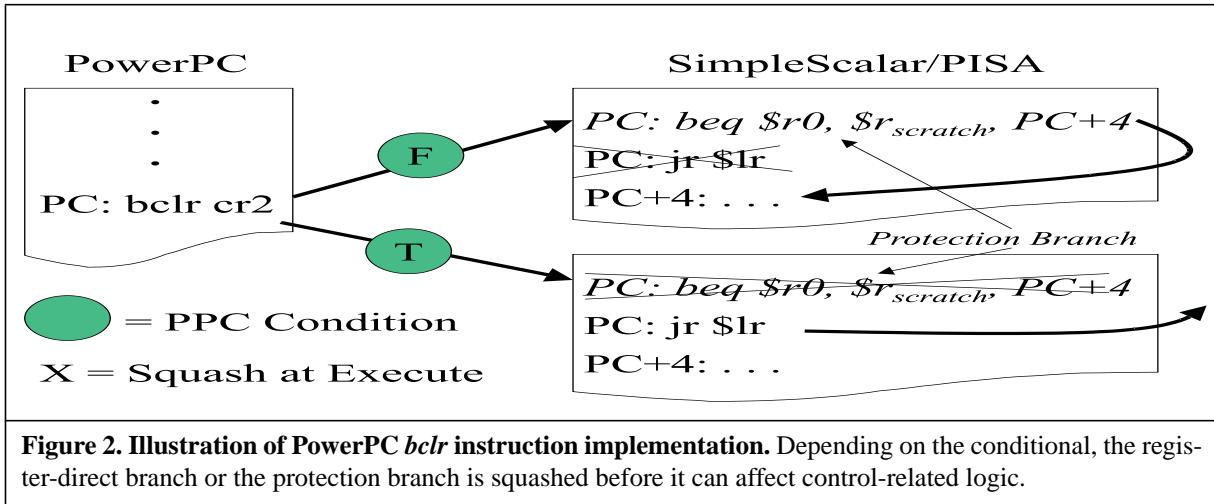 PowerPC
SimpleScalar/PISA
PC: bclr cr2
F
T
PC: beq $r0, $rscratch, PC+4
PC: jr $lr
PC+4: . . .
Protection Branch
PC: beq $r0, $rscratch, PC+4
PC: jr $lr
PC+4: . . .
= PPC Condition
X = Squash at Execute
Figure 2. Illustration of PowerPC bclr instruction implementation. Depending on the conditional, the regis-
ter-direct branch or the protection branch is squashed before it can affect control-related logic.